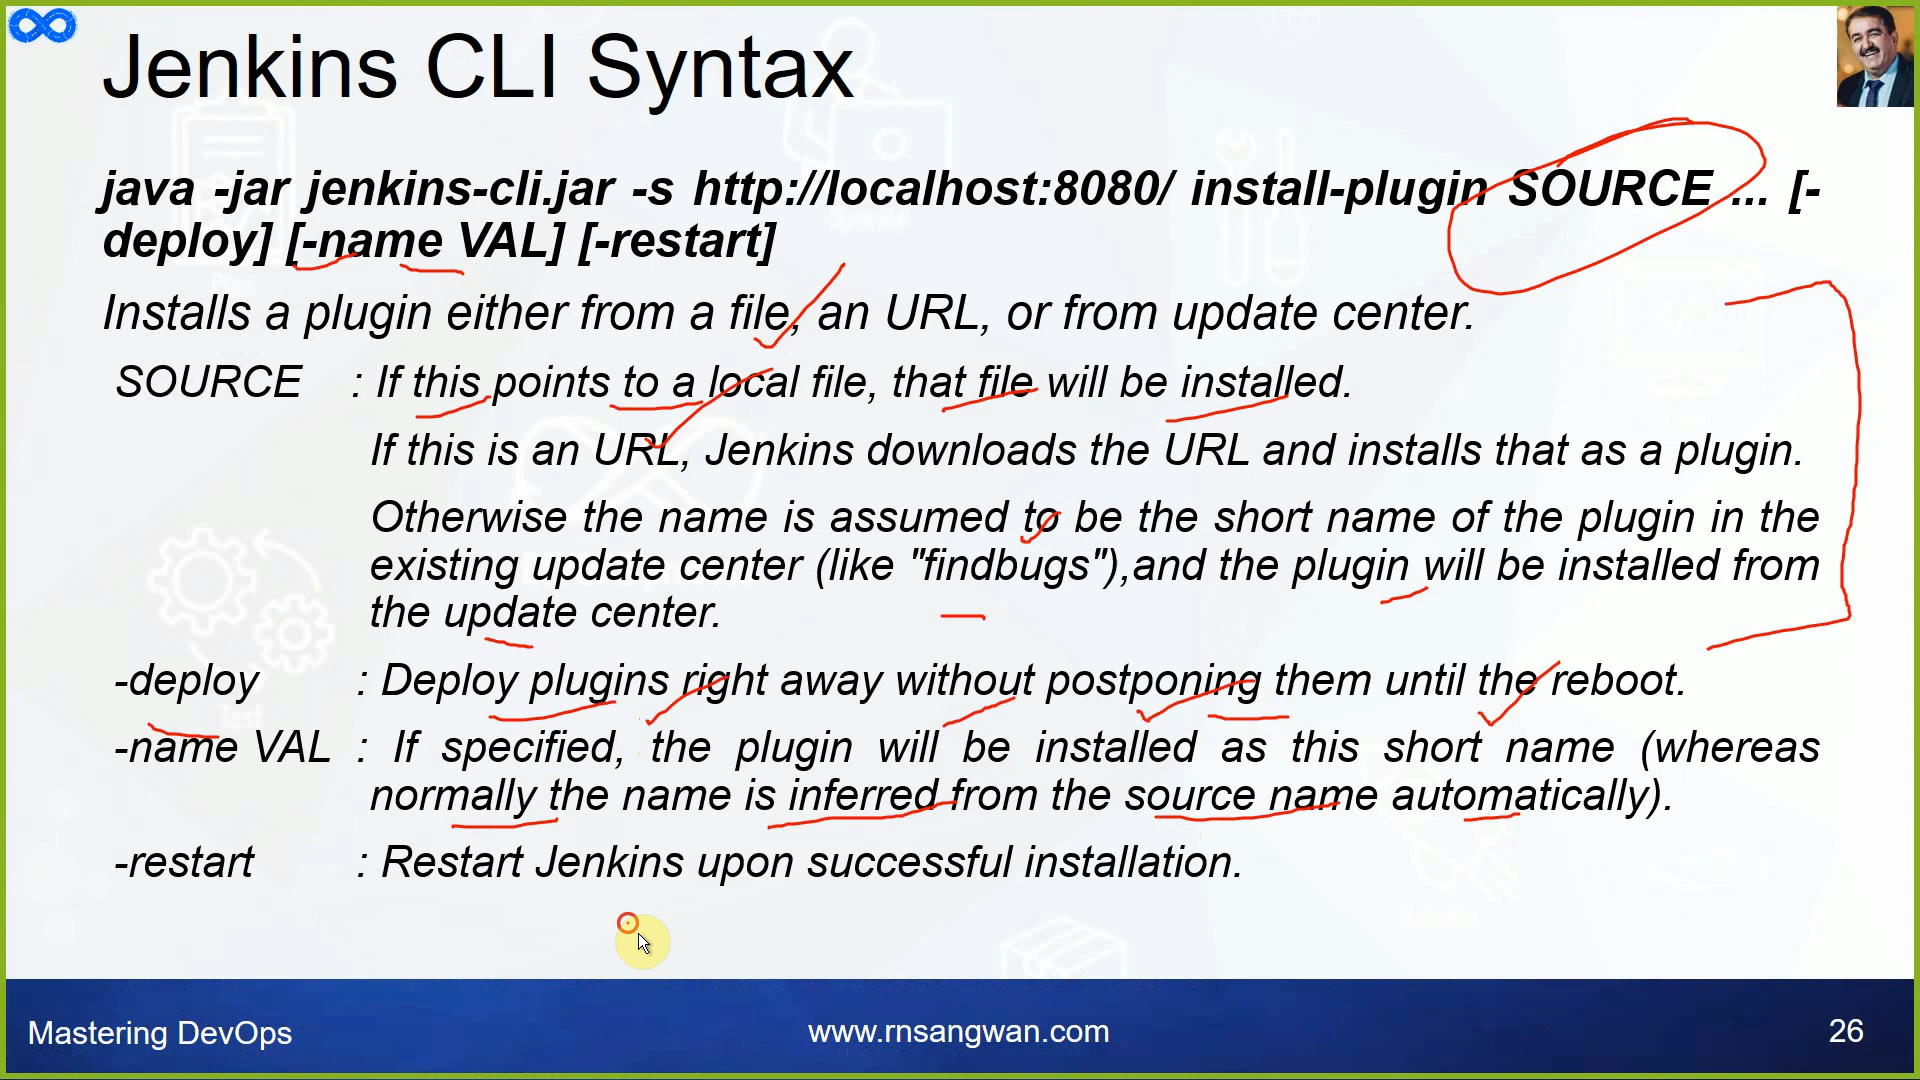 Jenkins CLI Syntax
java -jar jenkins-cli.jar -s http://localhost:8080/ install-plugin SOURCE ... [-
deploy] [-name VAL] [-restart]
Installs a plugin either from a file, an URL, or from update center.
SOURCE : If this points to a local file, that file will be installed.
If this is an URL, Jenkins downloads the URL and installs that as a plugin.
Otherwise the name is assumed to be the short name of the plugin in the
existing update center (like "findbugs"),and the plugin will be installed from
the update center.
-deploy : Deploy plugins right away without postponing them until the reboot.
-name VAL : If specified, the plugin will be installed as this short name (whereas
normally the name is inferred from the source name automatically).
-restart : Restart Jenkins upon successful installation.
Mastering DevOps www.rnsangwan.com 26